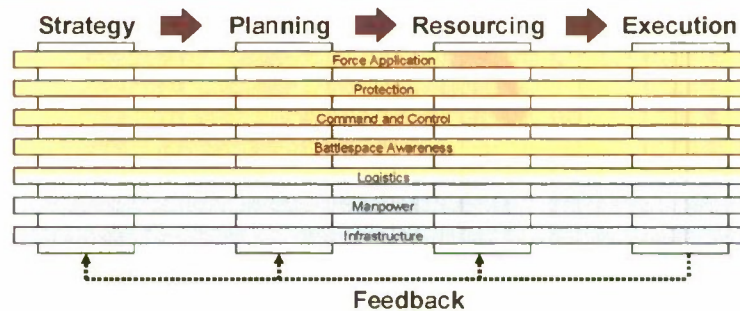 Strategy Planning Resourcing Execution
Force Application
Protection
Command and Control
Battlespace Awareness
Logistics
Manpower
Infrastructure
Feedback